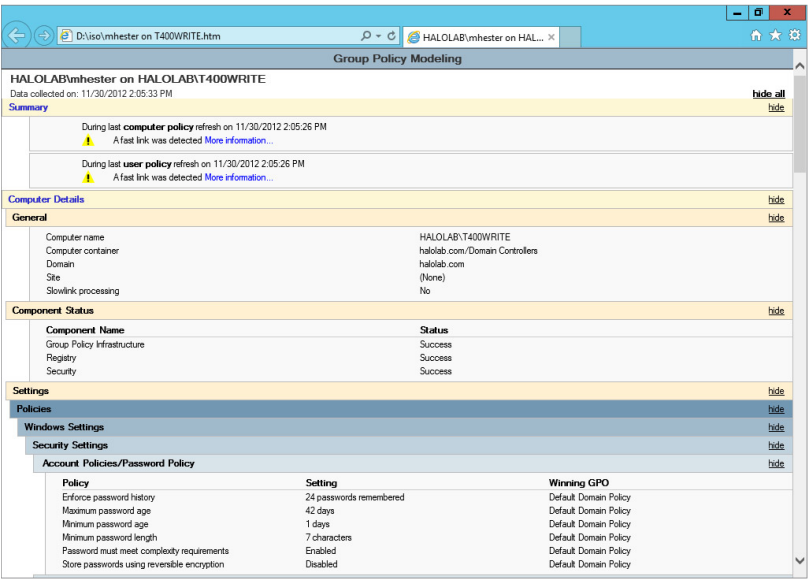 D:\iso\mhester on T400WRITE.htm
HALOLAB\mhester on HAL...
Group Policy Modeling
HALOLAB\mhester on HALOLAB\T400WRITE
Data collected on: 11/30/2012 2:05:33 PM hide all
Summary hide
During last computer policy refresh on 11/30/2012 2:05:26 PM
A fast link was detected More information...
During last user policy refresh on 11/30/2012 2:05:26 PM
A fast link was detected More information...
Computer Details hide
General hide
Computer name HALOLAB\T400WRITE
Computer container halolab.com/Domain Controllers
Domain halolab.com
Site (None)
Slowlink processing No
Component Status hide
Component Name Status
Group Policy Infrastructure Success
Registry Success
Security Success
Settings hide
Policies hide
Windows Settings hide
Security Settings hide
Account Policies/Password Policy hide
Policy Setting Winning GPO
Enforce password history 24 passwords remembered Default Domain Policy
Maximum password age 42 days Default Domain Policy
Minimum password age 1 days Default Domain Policy
Minimum password length 7 characters Default Domain Policy
Password must meet complexity requirements Enabled Default Domain Policy
Store passwords using reversible encryption Disabled Default Domain Policy